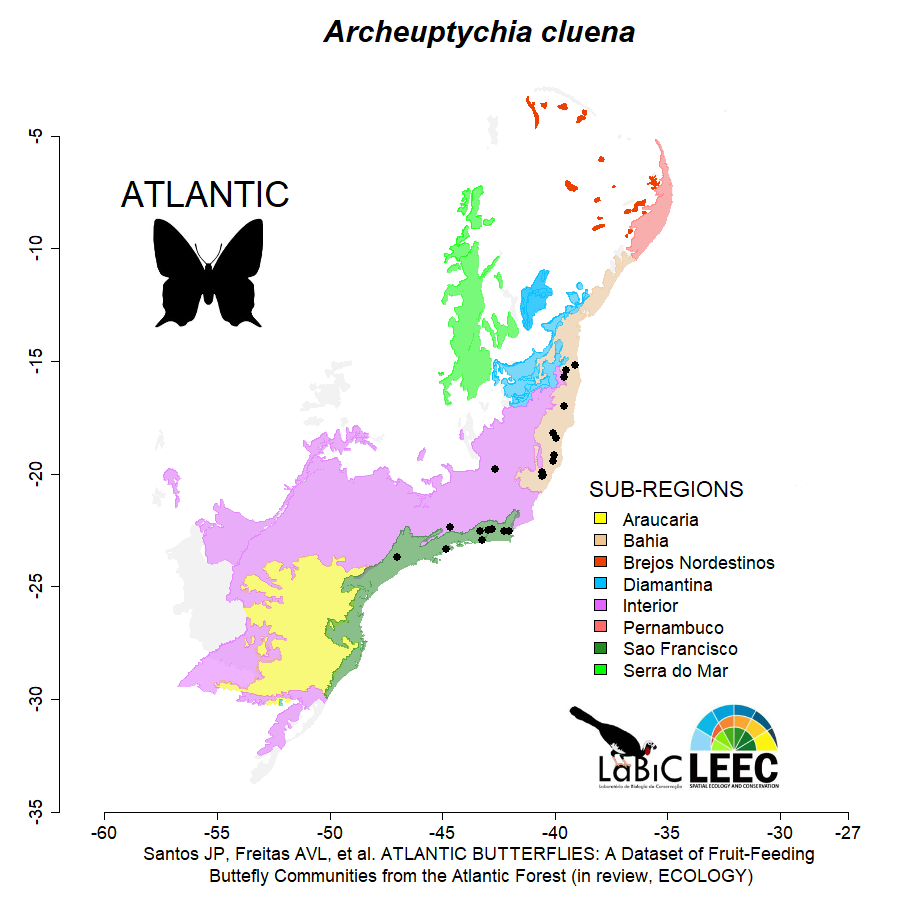 Archeuptychia cluena
ATLANTIC
-5
-10
-15
-20
-25
-30
-35
SUB-REGIONS
Araucaria
Bahia
Brejos Nordestinos
Diamantina
Interior
Pernambuco
Sao Francisco
Serra do Mar
LaBiC LEEC
Laboratório de Biologia da Conservação
SPATIAL ECOLOGY AND CONSERVATION
-60 -55 -50 -45 -40 -35 -30 -27
Santos JP, Freitas AVL, et al. ATLANTIC BUTTERFLIES: A Dataset of Fruit-Feeding
Buttefly Communities from the Atlantic Forest (in review, ECOLOGY)